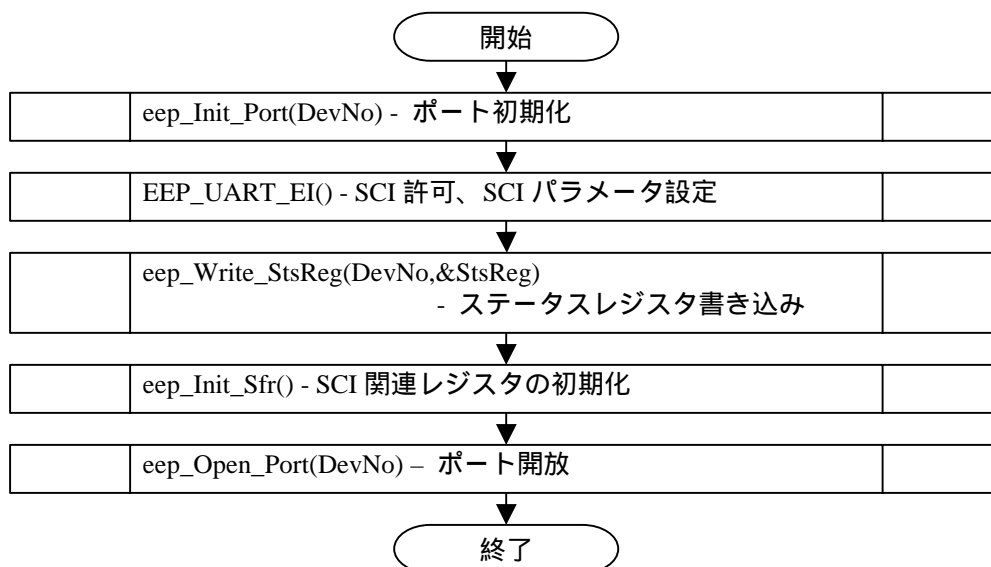 開始
eep_Init_Port(DevNo) - ポート初期化
EEP_UART_EI() - SCI 許可、SCI パラメータ設定
eep_Write_StsReg(DevNo,&StsReg)
- ステータスレジスタ書き込み
eep_Init_Sfr() - SCI 関連レジスタの初期化
eep_Open_Port(DevNo) – ポート開放
終了